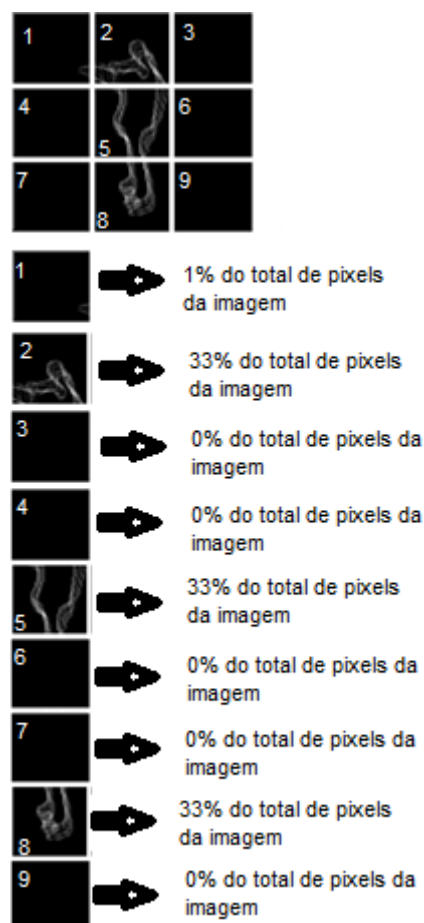 1 2 3
4 5 6
7 8 9
1 1% do total de pixels
da imagem
2 33% do total de pixels
da imagem
3 0% do total de pixels da
imagem
4 0% do total de pixels da
imagem
5 33% do total de pixels
da imagem
6 0% do total de pixels da
imagem
7 0% do total de pixels da
imagem
8 33% do total de pixels
da imagem
9 0% do total de pixels da
imagem